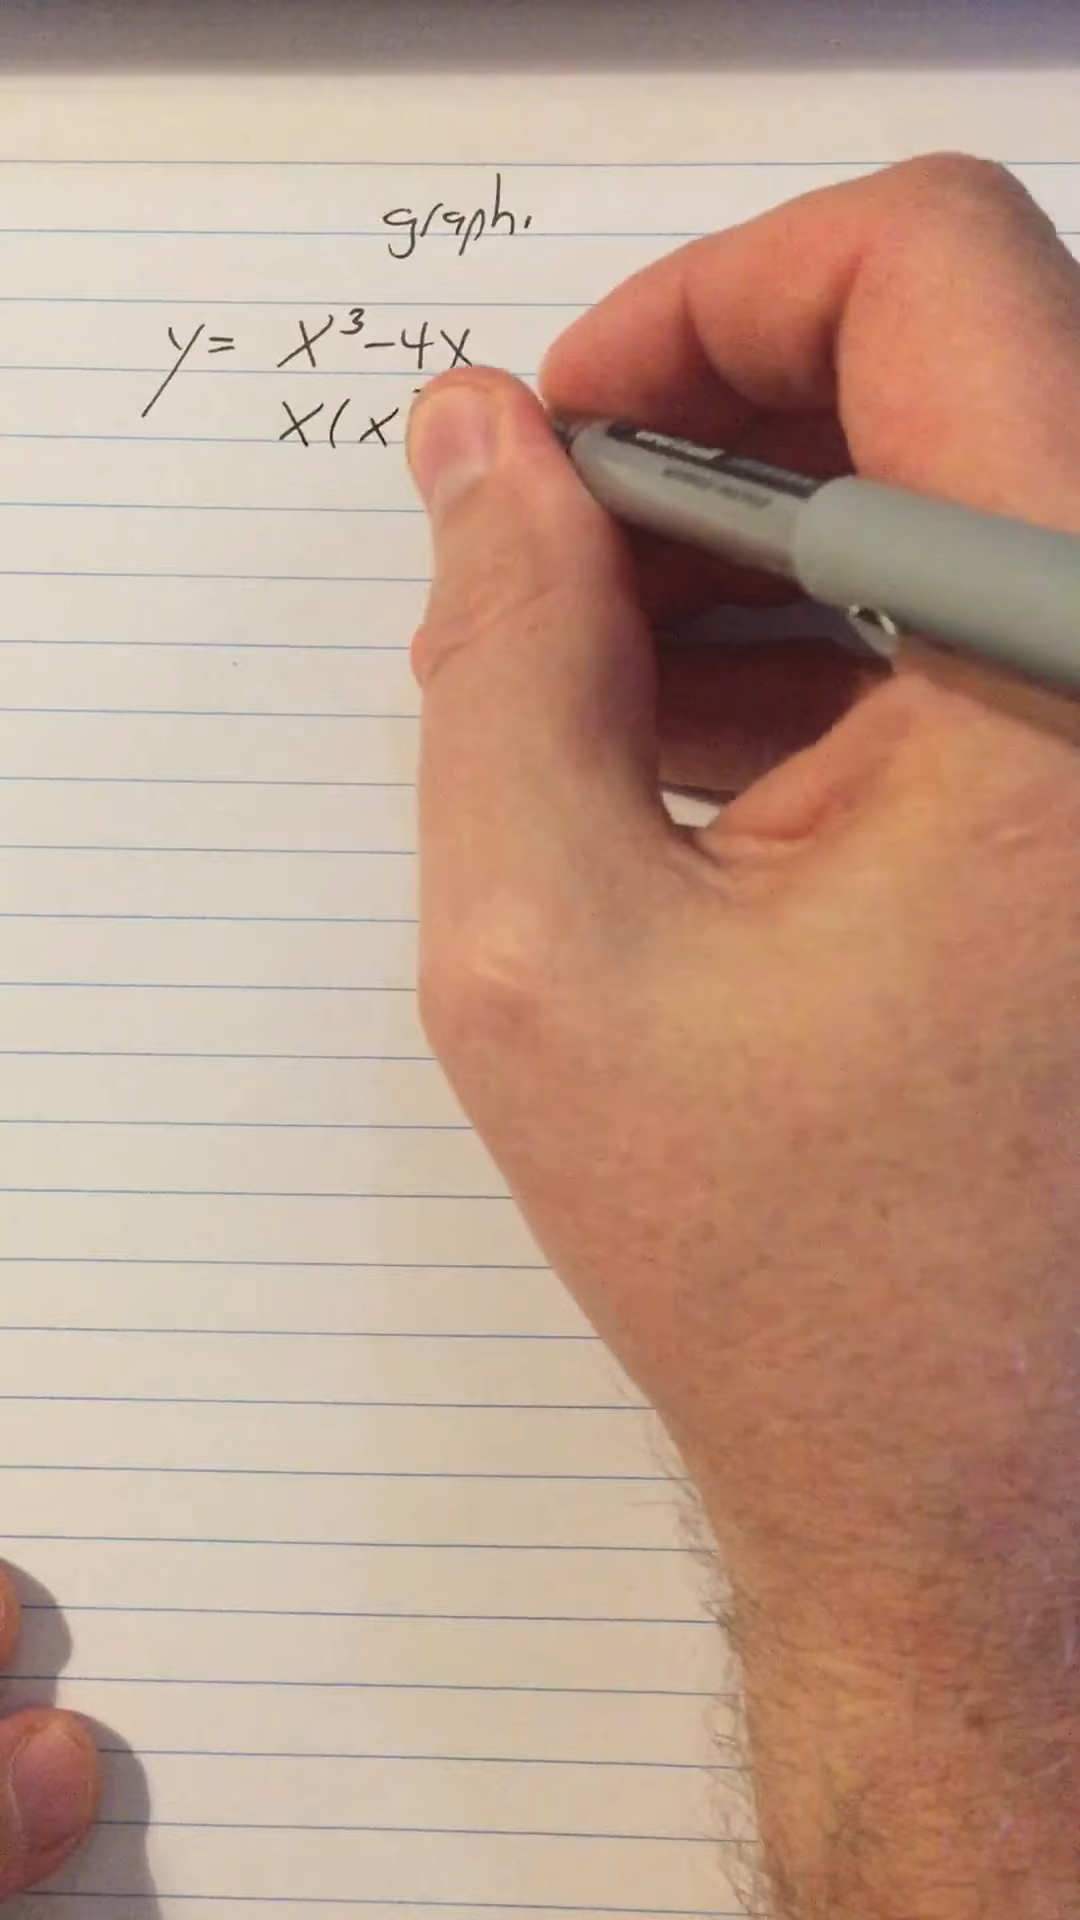 graph.
y = x³-4x
x(x